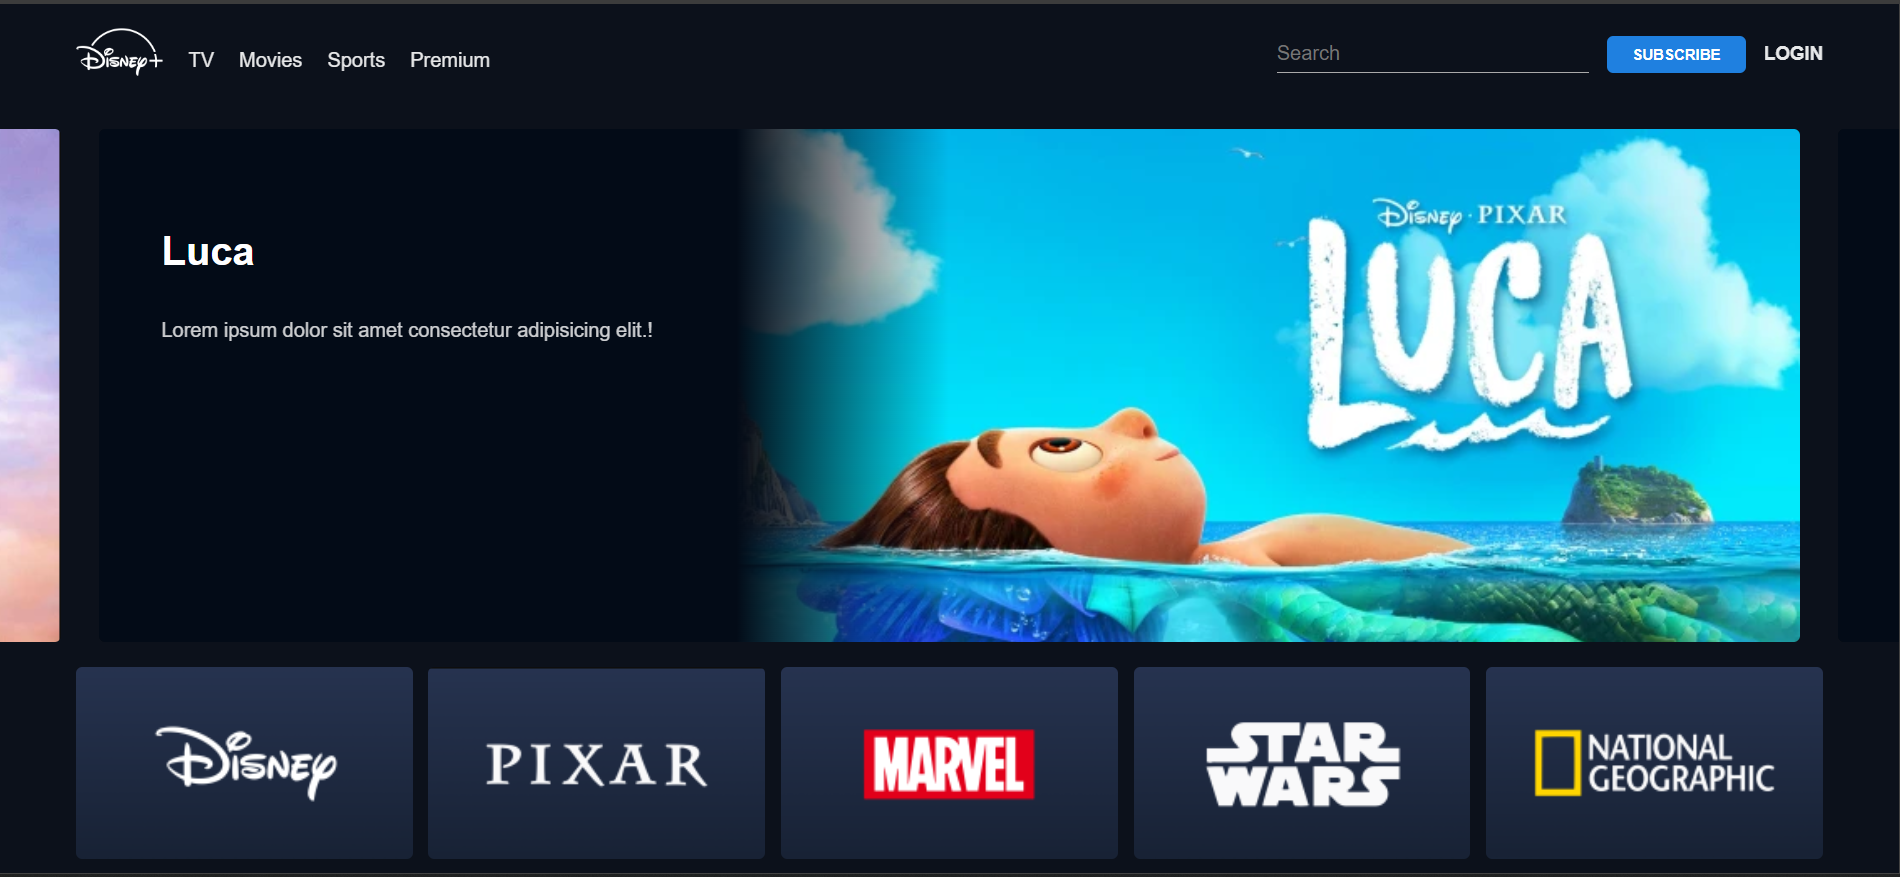 Disney+ TV Movies Sports Premium Search SUBSCRIBE LOGIN
Luca
Lorem ipsum dolor sit amet consectetur adipisicing elit.!
Disney · PIXAR
LUCA
Disney
PIXAR
MARVEL
STAR
WARS
NATIONAL
GEOGRAPHIC